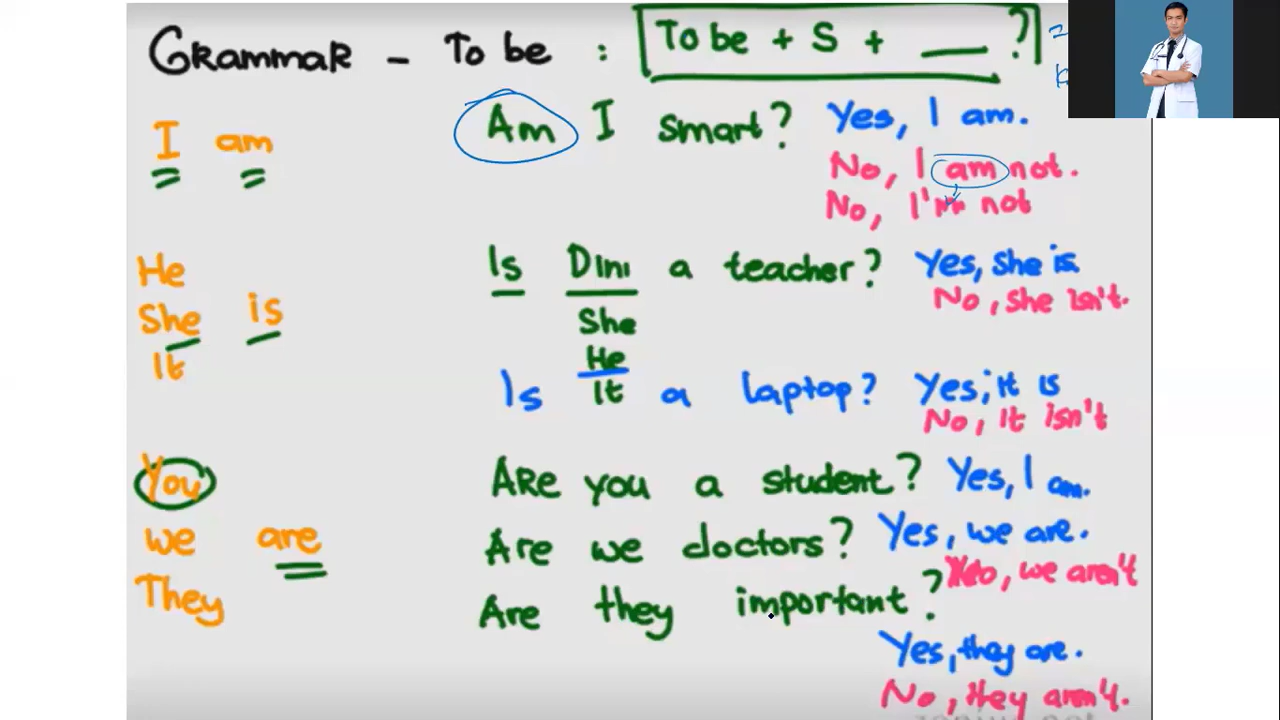 Grammar - To be : To be + S + ___ ?
I am
Am I smart? Yes, I am.
No, I am not.
No, I'm not
He
She is
It
Is Dini a teacher? Yes, she is.
No, she isn't.
She
He
Is It a laptop? Yes, it is
No, it isn't
You
we are
They
Are you a student? Yes, I am.
Are we doctors? Yes, we are.
No, we aren't
Are they important?
Yes, they are.
No, they aren't.